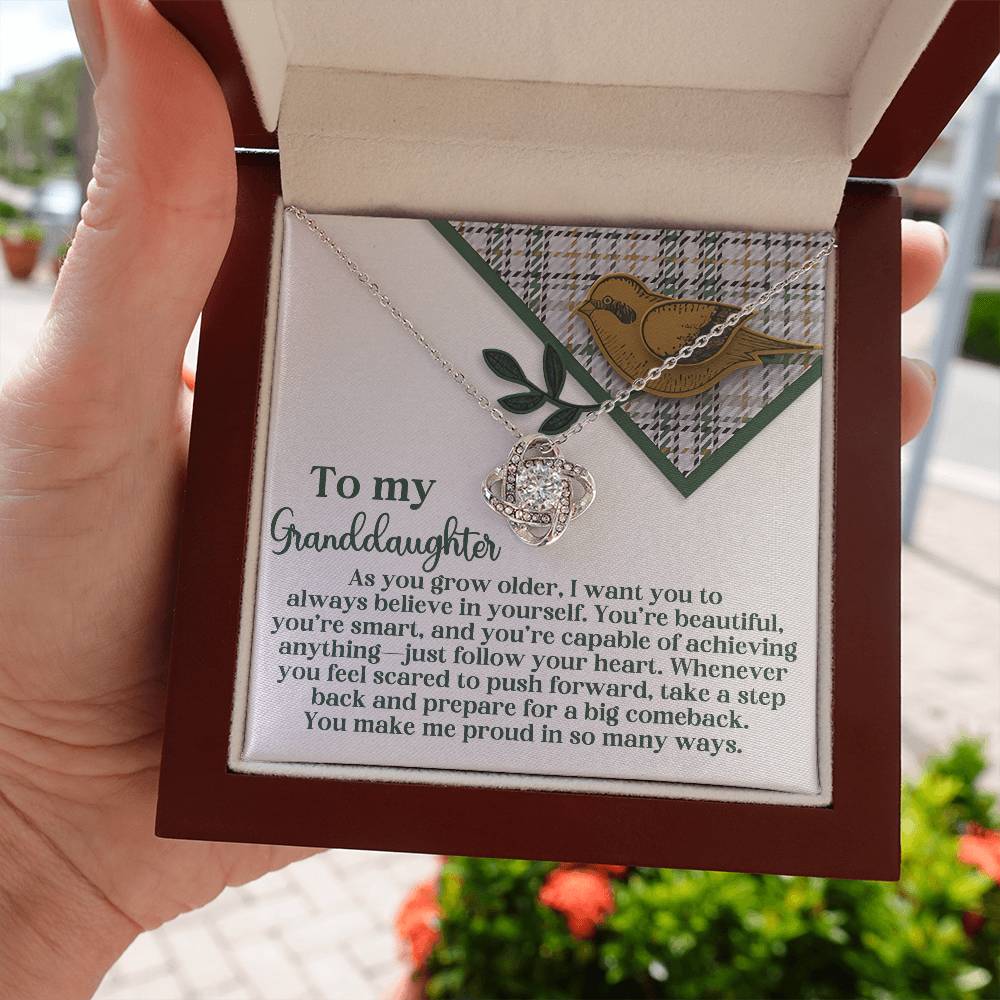 To my
Granddaughter
As you grow older, I want you to
always believe in yourself. You're beautiful,
you're smart, and you're capable of achieving
anything—just follow your heart. Whenever
you feel scared to push forward, take a step
back and prepare for a big comeback.
You make me proud in so many ways.